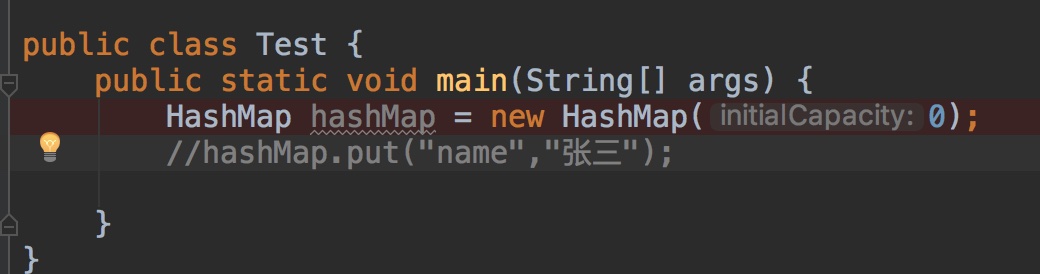 public class Test {
public static void main(String[] args) {
HashMap hashMap = new HashMap( initialCapacity: 0);
//hashMap.put("name","张三");
}
}